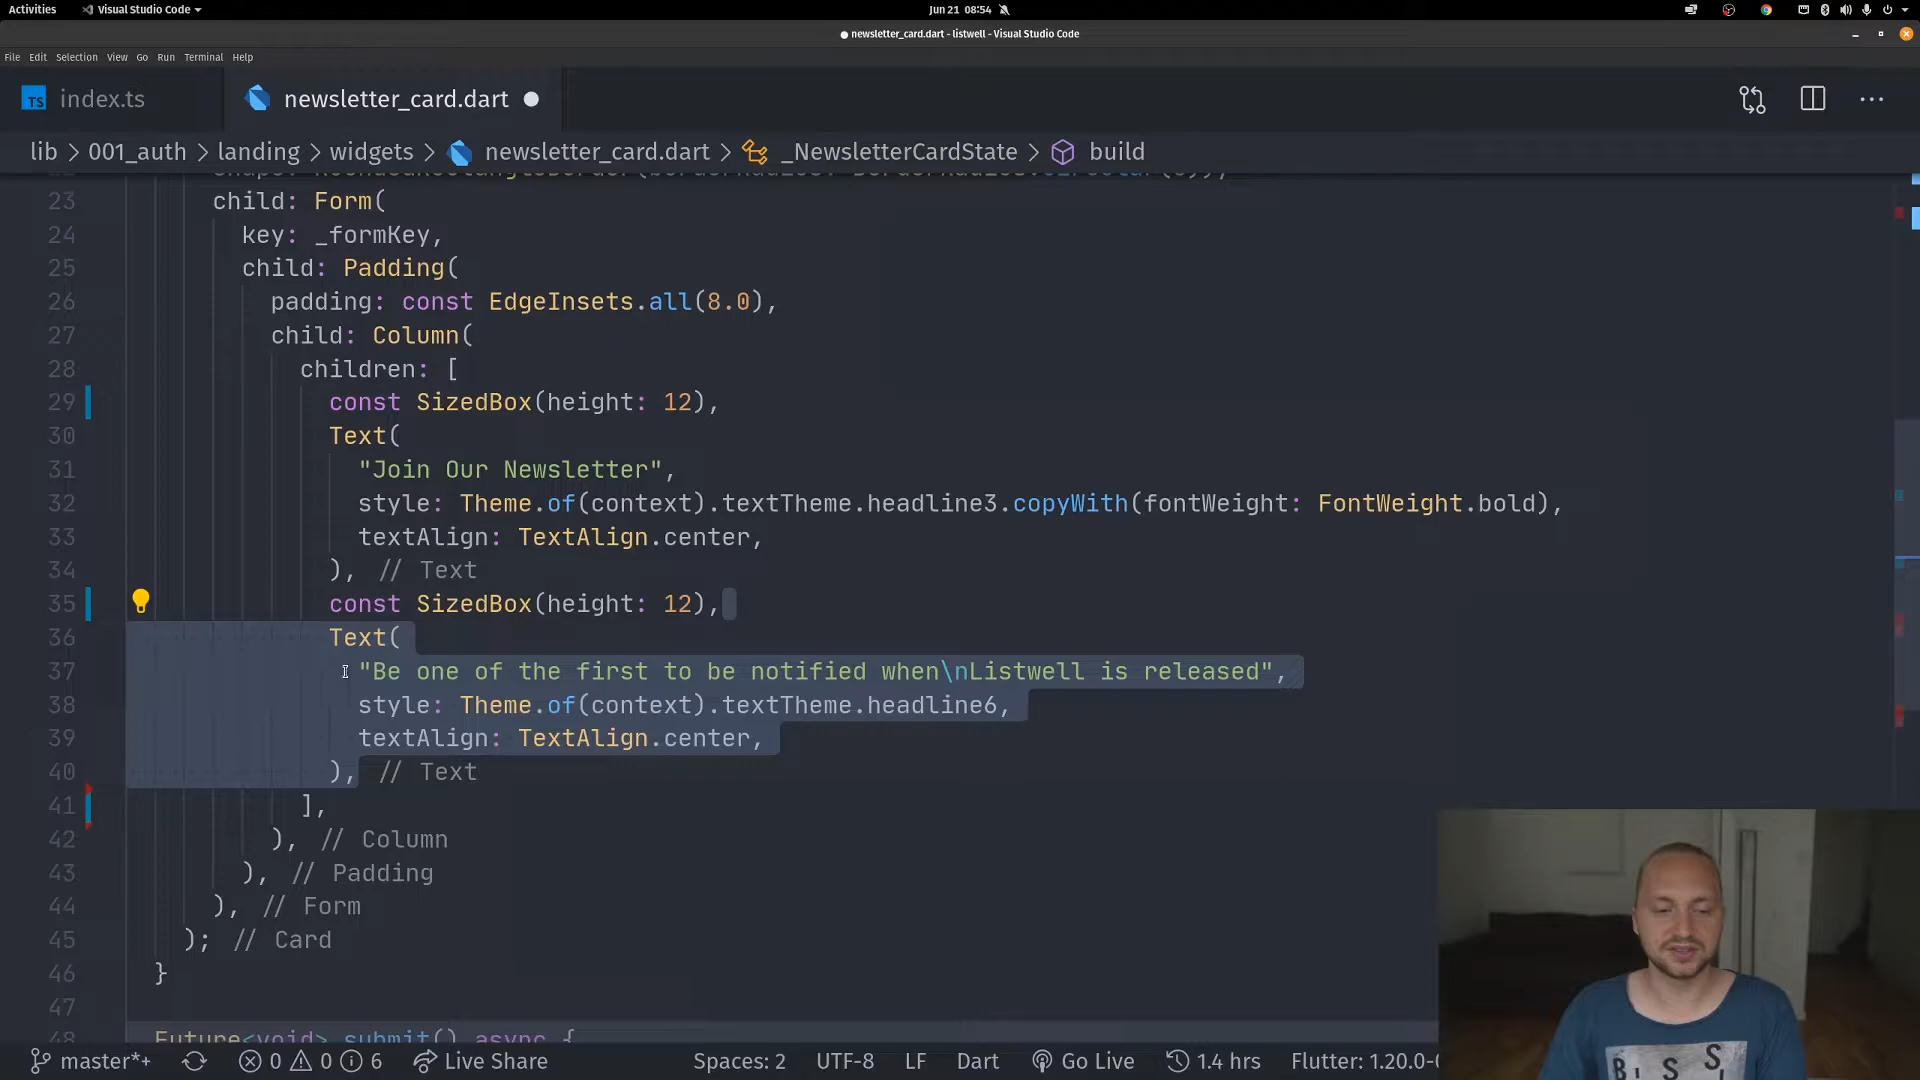 Activities Visual Studio Code Jun 21 08:54
newsletter_card.dart - listwell - Visual Studio Code
File Edit Selection View Go Run Terminal Help
TS index.ts newsletter_card.dart
lib > 001_auth > landing > widgets > newsletter_card.dart > _NewsletterCardState > build
23 child: Form(
24 key: _formKey,
25 child: Padding(
26 padding: const EdgeInsets.all(8.0),
27 child: Column(
28 children: [
29 const SizedBox(height: 12),
30 Text(
31 "Join Our Newsletter",
32 style: Theme.of(context).textTheme.headline3.copyWith(fontWeight: FontWeight.bold),
33 textAlign: TextAlign.center,
34 ), // Text
35 const SizedBox(height: 12),
36 Text(
37 "Be one of the first to be notified when\nListwell is released",
38 style: Theme.of(context).textTheme.headline6,
39 textAlign: TextAlign.center,
40 ), // Text
41 ],
42 ), // Column
43 ), // Padding
44 ), // Form
45 ); // Card
46 }
47
48 Future<void> submit() async {
master*+ 0 0 6 Live Share Spaces: 2 UTF-8 LF Dart Go Live 1.4 hrs Flutter: 1.20.0-